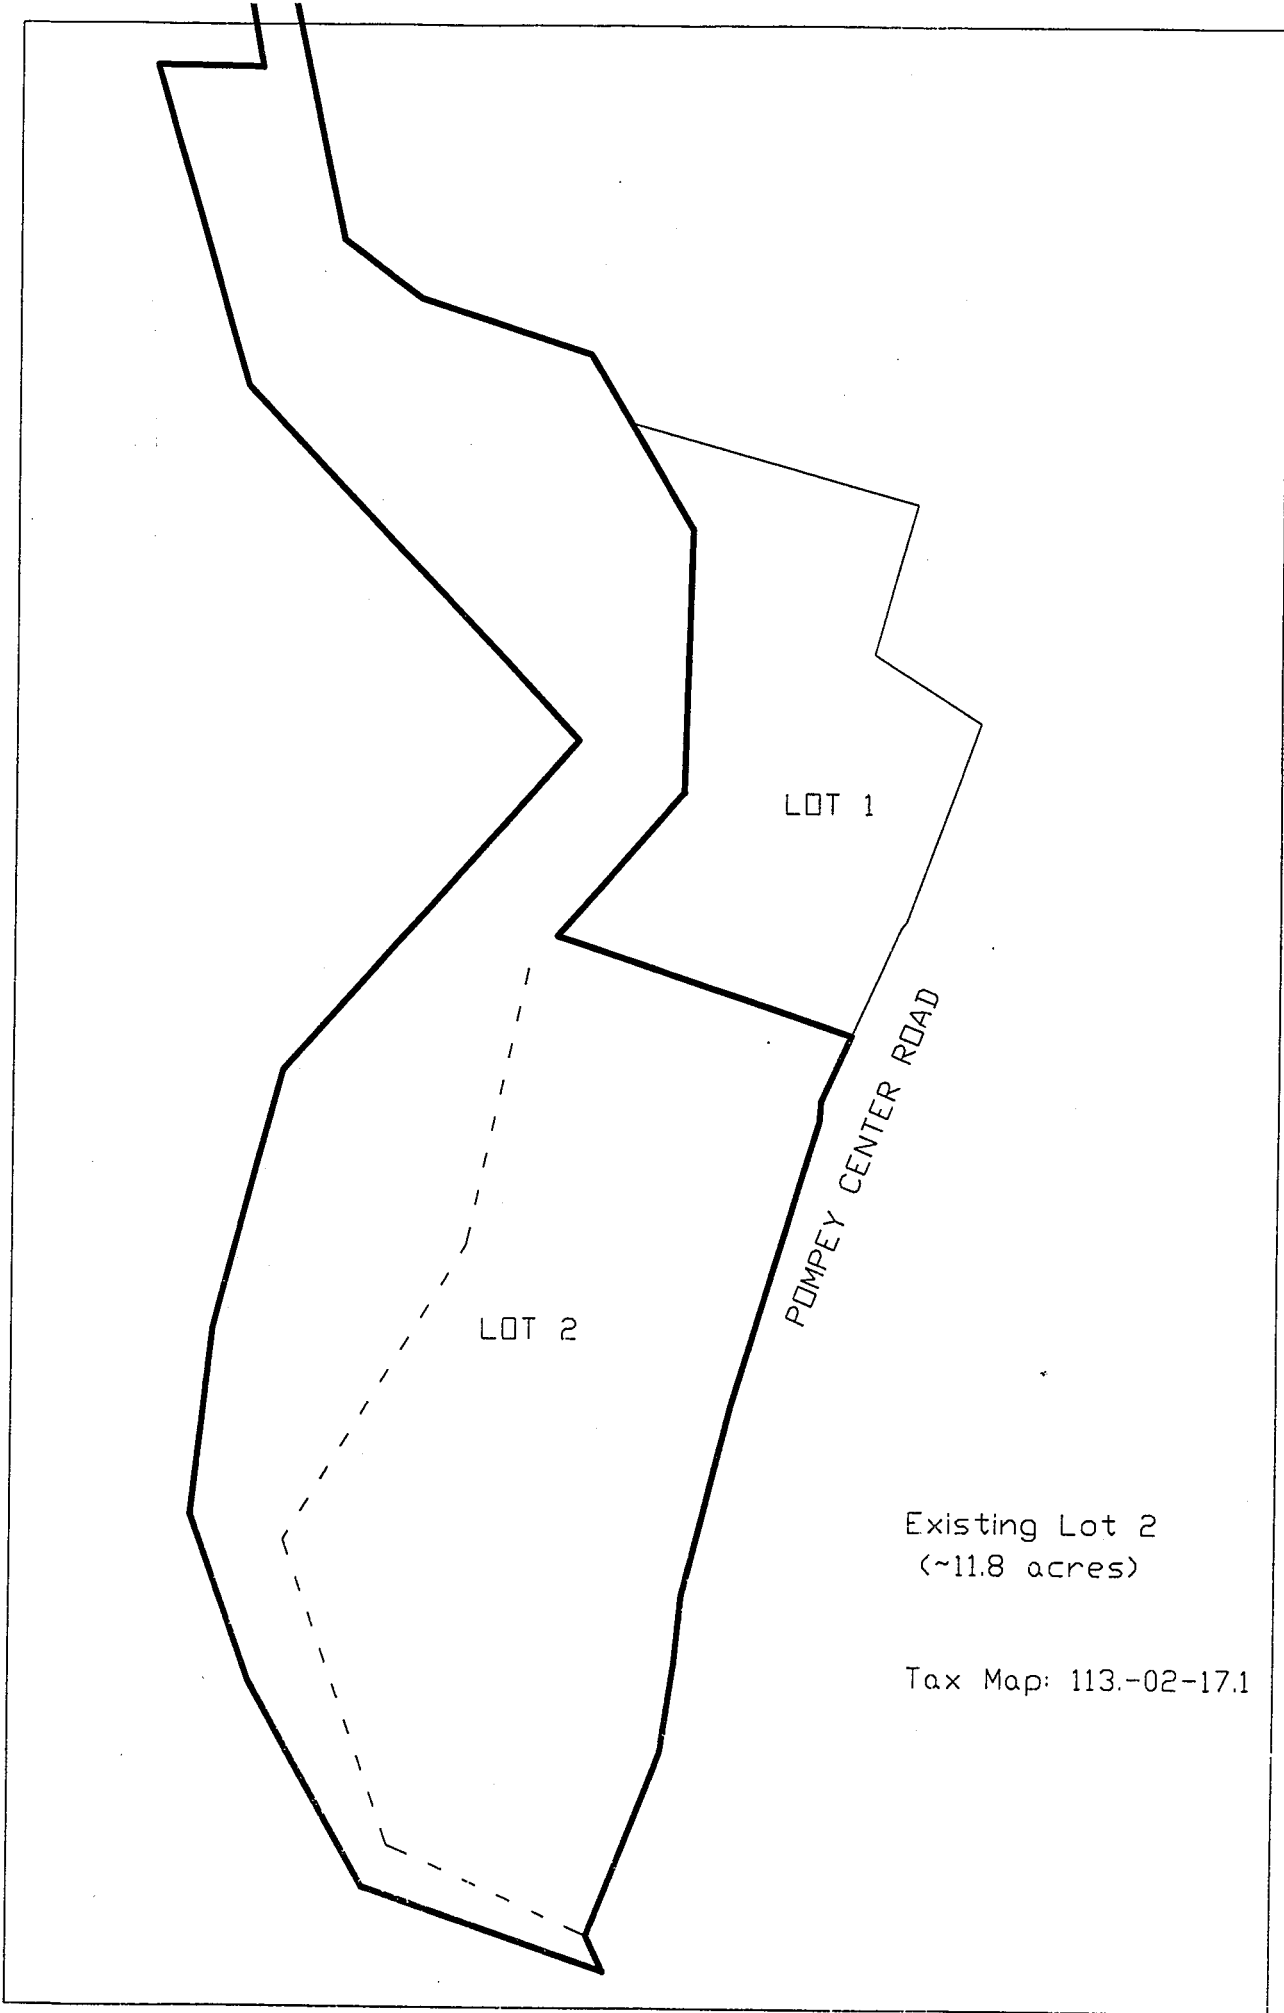 LOT 1
POMPEY CENTER ROAD
LOT 2
Existing Lot 2
(~11.8 acres)
Tax Map: 113.-02-17.1